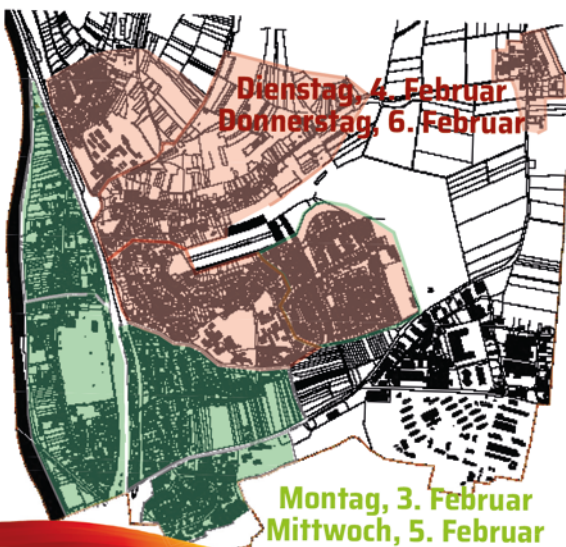 Dienstag, 4. Februar
Donnerstag, 6. Februar
Montag, 3. Februar
Mittwoch, 5. Februar